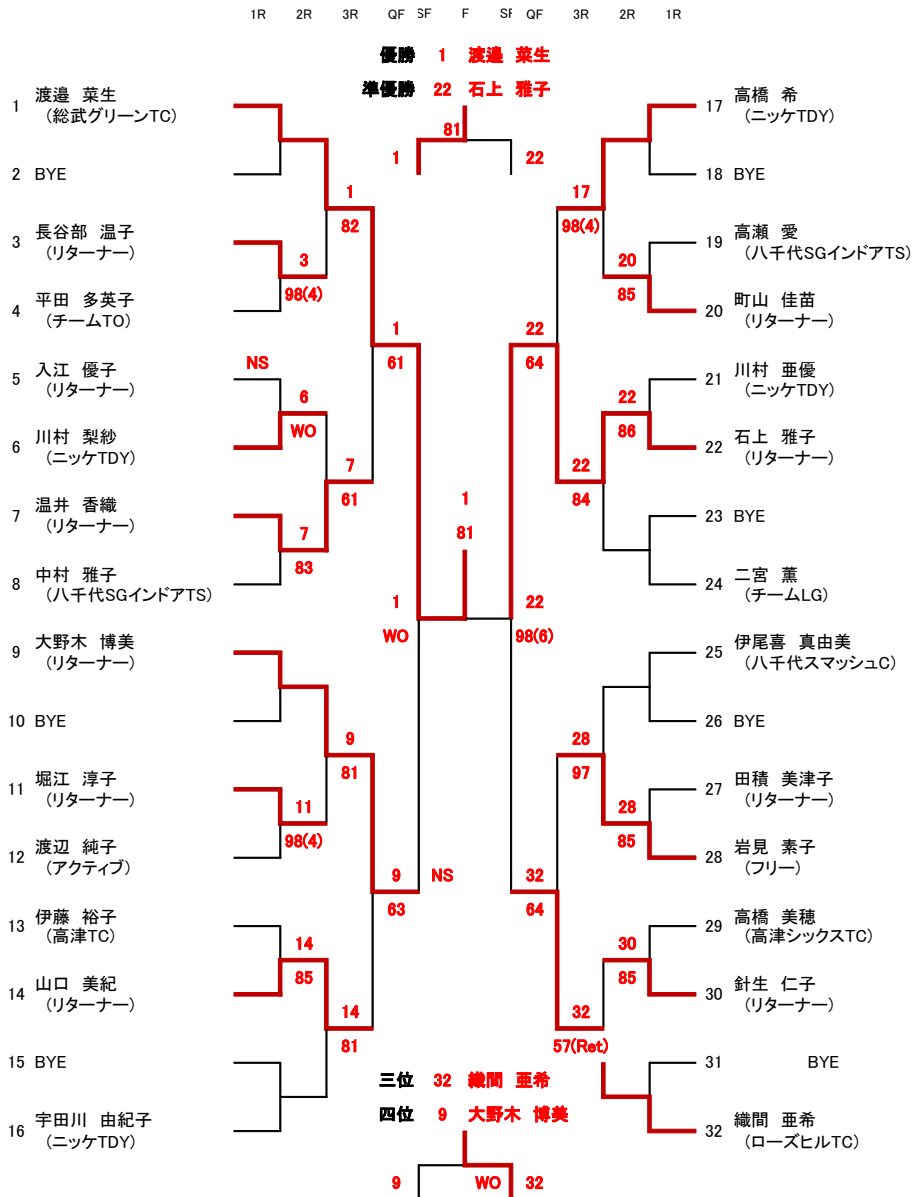 1R 2R 3R QF SF F SF QF 3R 2R 1R
優勝 1 渡邉 菜生
準優勝 22 石上 雅子
81
1 22
1 渡邉 菜生
(総武グリーンTC)
2 BYE
1
82
3 長谷部 温子
(リターナー)
3
98(4)
4 平田 多英子
(チームTO)
1
61
5 入江 優子
(リターナー)
NS
6
WO
6 川村 梨紗
(ニッケTDY)
7
61
7 温井 香織
(リターナー)
7
83
8 中村 雅子
(八千代SGインドアTS)
1
WO
9 大野木 博美
(リターナー)
10 BYE
9
81
11 堀江 淳子
(リターナー)
11
98(4)
12 渡辺 純子
(アクティブ)
9
63
NS
13 伊藤 裕子
(高津TC)
14
85
14 山口 美紀
(リターナー)
14
81
15 BYE
16 宇田川 由紀子
(ニッケTDY)
1
81
17 高橋 希
(ニッケTDY)
18 BYE
17
98(4)
19 高瀬 愛
(八千代SGインドアTS)
20
85
20 町山 佳苗
(リターナー)
22
64
21 川村 亜優
(ニッケTDY)
22
86
22 石上 雅子
(リターナー)
22
84
23 BYE
24 二宮 薫
(チームLG)
22
98(6)
25 伊尾喜 真由美
(八千代スマッシュC)
26 BYE
28
97
27 田積 美津子
(リターナー)
28
85
28 岩見 素子
(フリー)
32
64
29 高橋 美穂
(高津シックスTC)
30
85
30 針生 仁子
(リターナー)
32
57(Ret)
31 BYE
32 織間 亜希
(ローズヒルTC)
三位 32 織間 亜希
四位 9 大野木 博美
9 WO 32